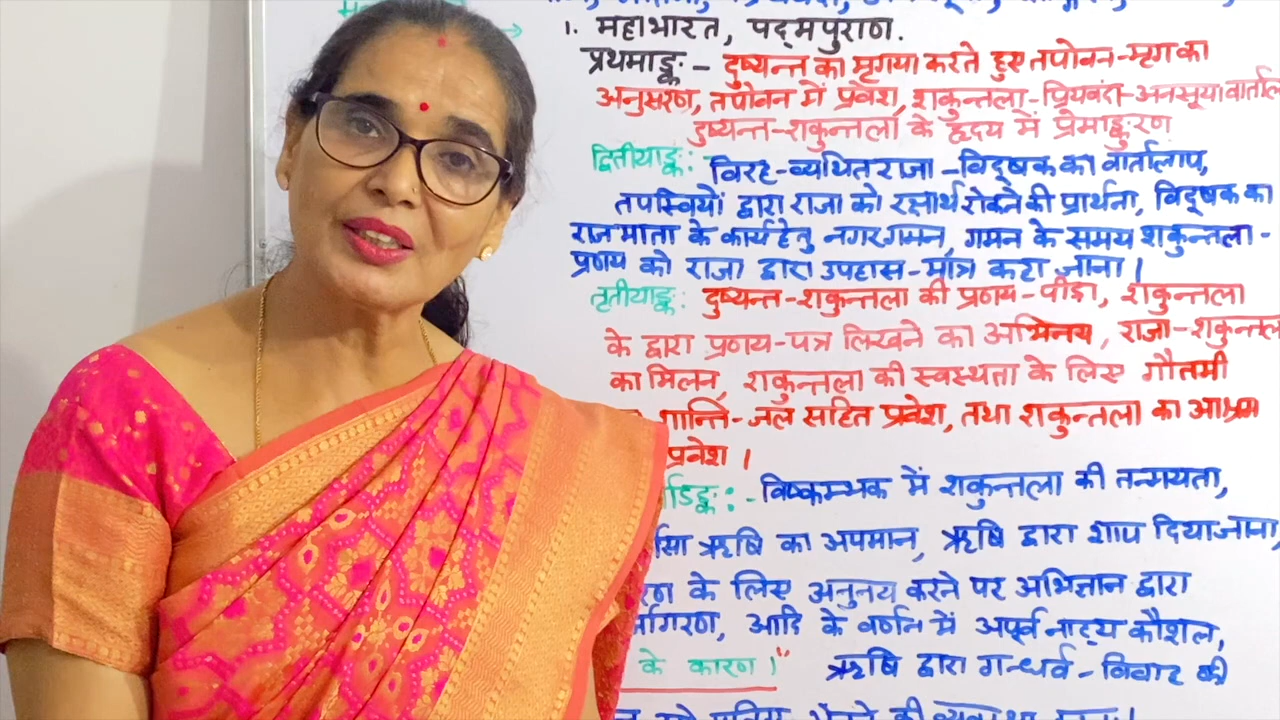 १. महाभारत, पद्मपुराण.
प्रथमाङ्क – दुष्यन्त का मृगया करते हुए तपोवन-मृग का
अनुसरण, तपोवन में प्रवेश, शकुन्तला-प्रियवंदा-अनसूया वार्ताल
दुष्यन्त-शकुन्तला के हृदय में प्रेमाङ्कुरण
द्वितीयाङ्क:- विरह-व्यथित राजा – विदूषक का वार्तालाप,
तपस्वियों द्वारा राजा को रक्षार्थ रोकने की प्रार्थना, विदूषक का
राजमाता के कार्य हेतु नगरगमन, गमन के समय शकुन्तला -
प्रणय को राजा द्वारा उपहास-मात्र कहा जाना।
तृतीयाङ्क: दुष्यन्त-शकुन्तला की प्रणय-पीड़ा, शकुन्तला
के द्वारा प्रणय-पत्र लिखने का अभिनय, राजा-शकुन्तल
का मिलन, शकुन्तला की स्वस्थता के लिए गौतमी
शान्ति-जल सहित प्रवेश, तथा शकुन्तला का आश्रम
प्रवेश।
र्थाङ्क:- विष्कम्भक में शकुन्तला की तन्मयता,
र्वासा ऋषि का अपमान, ऋषि द्वारा शाप दिया जाना,
रण के लिए अनुनय करने पर अभिज्ञान द्वारा
र्मागरण, आदि के वर्णन में अपूर्व नाट्य कौशल,
के कारण।" ऋषि द्वारा गन्धर्व-विवाह की